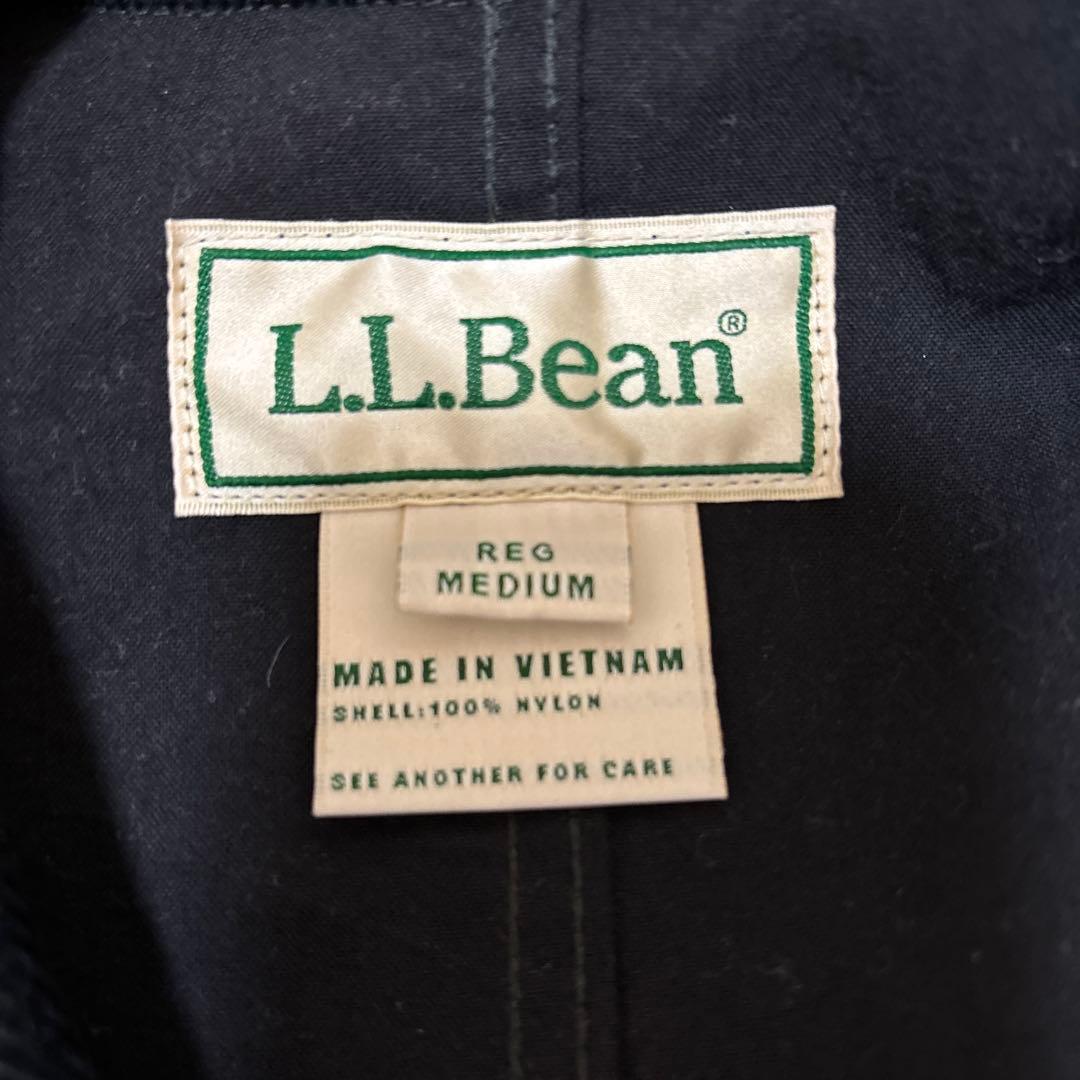 L.L.Bean®
REG
MEDIUM
MADE IN VIETNAM
SHELL:100% NYLON
SEE ANOTHER FOR CARE